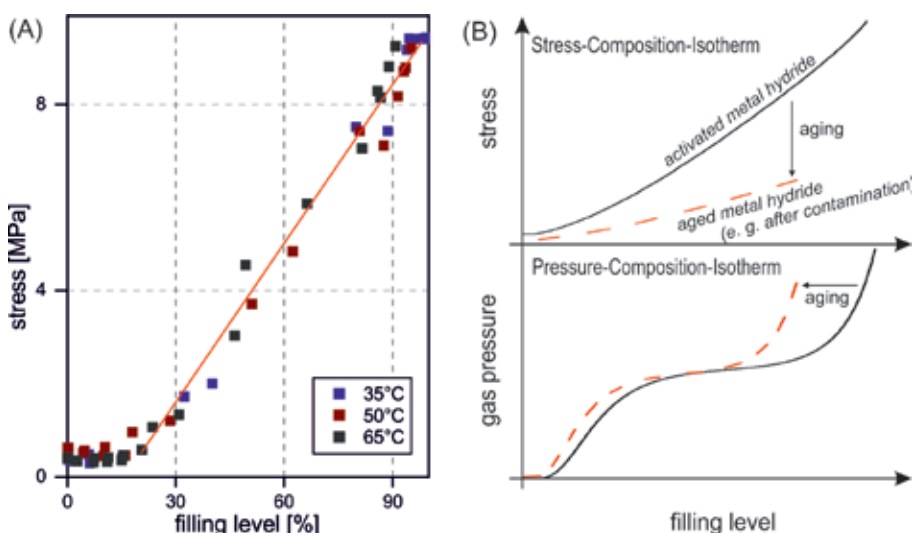 (A)
8
4
0
stress [MPa]
35°C
50°C
65°C
0 30 60 90
filling level [%]
(B)
Stress-Composition-Isotherm
stress
activated metal hydride
aging
aged metal hydride
(e. g. after contamination)
Pressure-Composition-Isotherm
aging
gas pressure
filling level